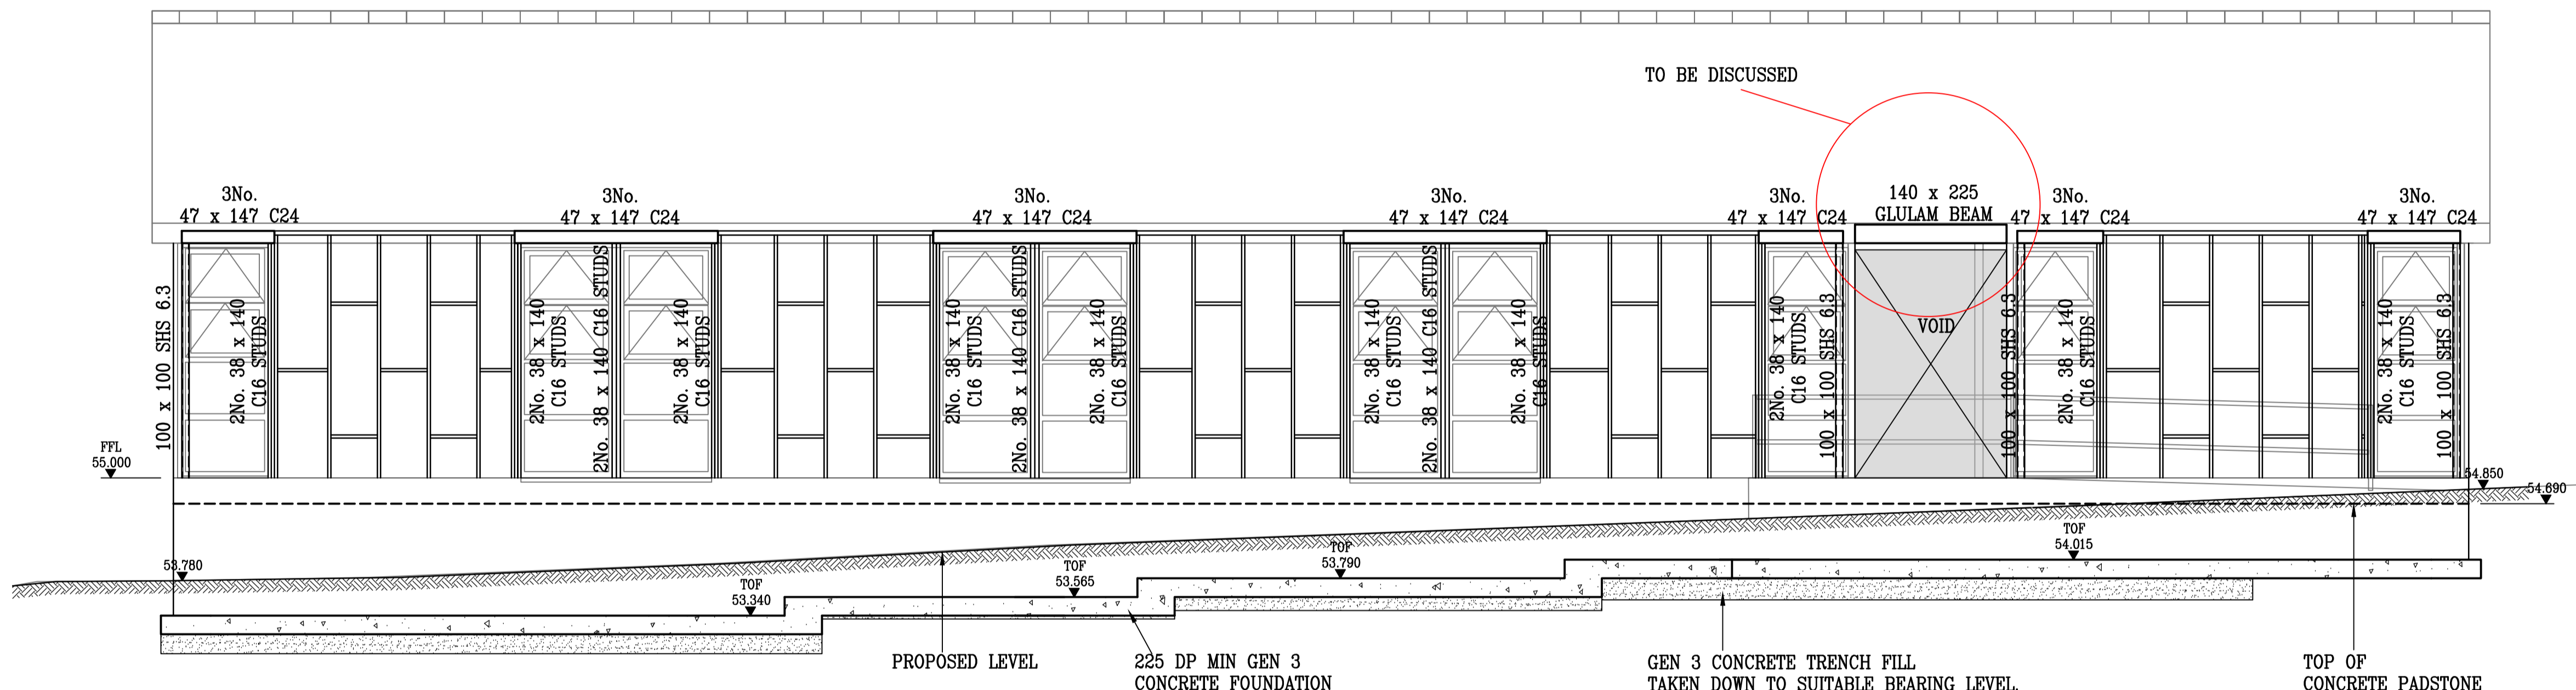 TO BE DISCUSSED
3No.
47 x 147 C24
3No.
47 x 147 C24
3No.
47 x 147 C24
3No.
47 x 147 C24
3No.
47 x 147 C24
140 x 225
GLULAM BEAM
3No.
47 x 147 C24
3No.
47 x 147 C24
100 x 100 SHS 6.3
2No. 38 x 140
C16 STUDS
2No. 38 x 140
C16 STUDS
2No. 38 x 140 C16 STUDS
2No. 38 x 140
C16 STUDS
2No. 38 x 140
C16 STUDS
2No. 38 x 140 C16 STUDS
2No. 38 x 140
C16 STUDS
2No. 38 x 140
C16 STUDS
2No. 38 x 140 C16 STUDS
2No. 38 x 140
C16 STUDS
2No. 38 x 140
C16 STUDS
100 x 100 SHS 6.3
VOID
100 x 100 SHS 6.3
2No. 38 x 140
C16 STUDS
2No. 38 x 140
C16 STUDS
100 x 100 SHS 6.3
FFL
55.000
54.850
54.690
53.780
TOF
53.340
TOF
53.565
TOF
53.790
TOF
54.015
PROPOSED LEVEL
225 DP MIN GEN 3
CONCRETE FOUNDATION
GEN 3 CONCRETE TRENCH FILL
TAKEN DOWN TO SUITABLE BEARING LEVEL.
TOP OF
CONCRETE PADSTONE